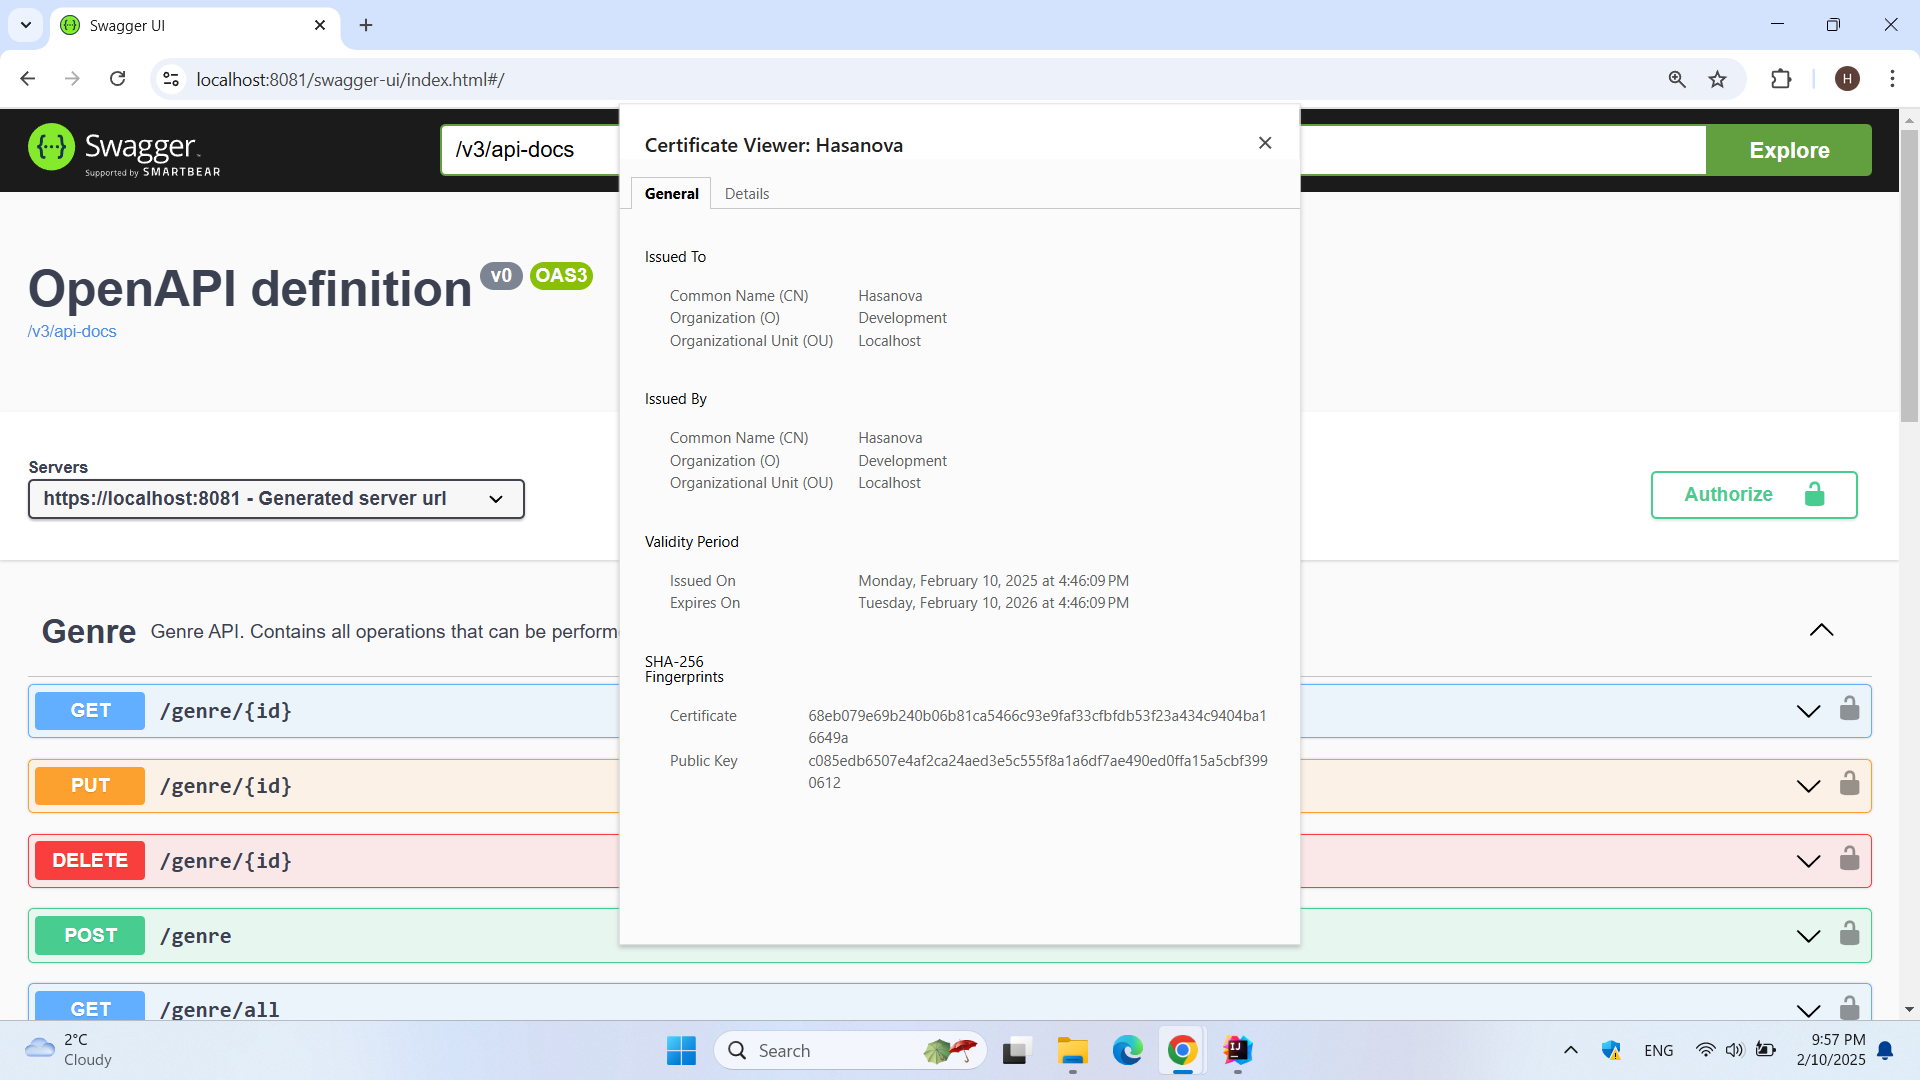 Swagger UI
localhost:8081/swagger-ui/index.html#/
H
Swagger
Supported by SMARTBEAR
/v3/api-docs
Explore
Certificate Viewer: Hasanova
General Details
OpenAPI definition v0 OAS3
/v3/api-docs
Issued To
Common Name (CN) Hasanova
Organization (O) Development
Organizational Unit (OU) Localhost
Issued By
Common Name (CN) Hasanova
Organization (O) Development
Organizational Unit (OU) Localhost
Validity Period
Issued On Monday, February 10, 2025 at 4:46:09 PM
Expires On Tuesday, February 10, 2026 at 4:46:09 PM
SHA-256
Fingerprints
Certificate 68eb079e69b240b06b81ca5466c93e9faf33cfbfdb53f23a434c9404ba1
6649a
Public Key c085edb6507e4af2ca24aed3e5c555f8a1a6df7ae490ed0ffa15a5cbf399
0612
Servers
https://localhost:8081 - Generated server url
Authorize
Genre Genre API. Contains all operations that can be perform
GET /genre/{id}
PUT /genre/{id}
DELETE /genre/{id}
POST /genre
GET /genre/all
2°C
Cloudy
Search
IJ
ENG
9:57 PM
2/10/2025